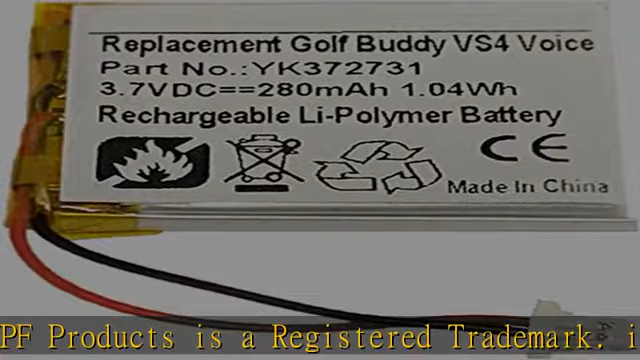 Replacement Golf Buddy VS4 Voice
Part No.:YK372731
3.7VDC==280mAh 1.04Wh
Rechargeable Li-Polymer Battery
CE
Made In China
PF Products is a Registered Trademark. i